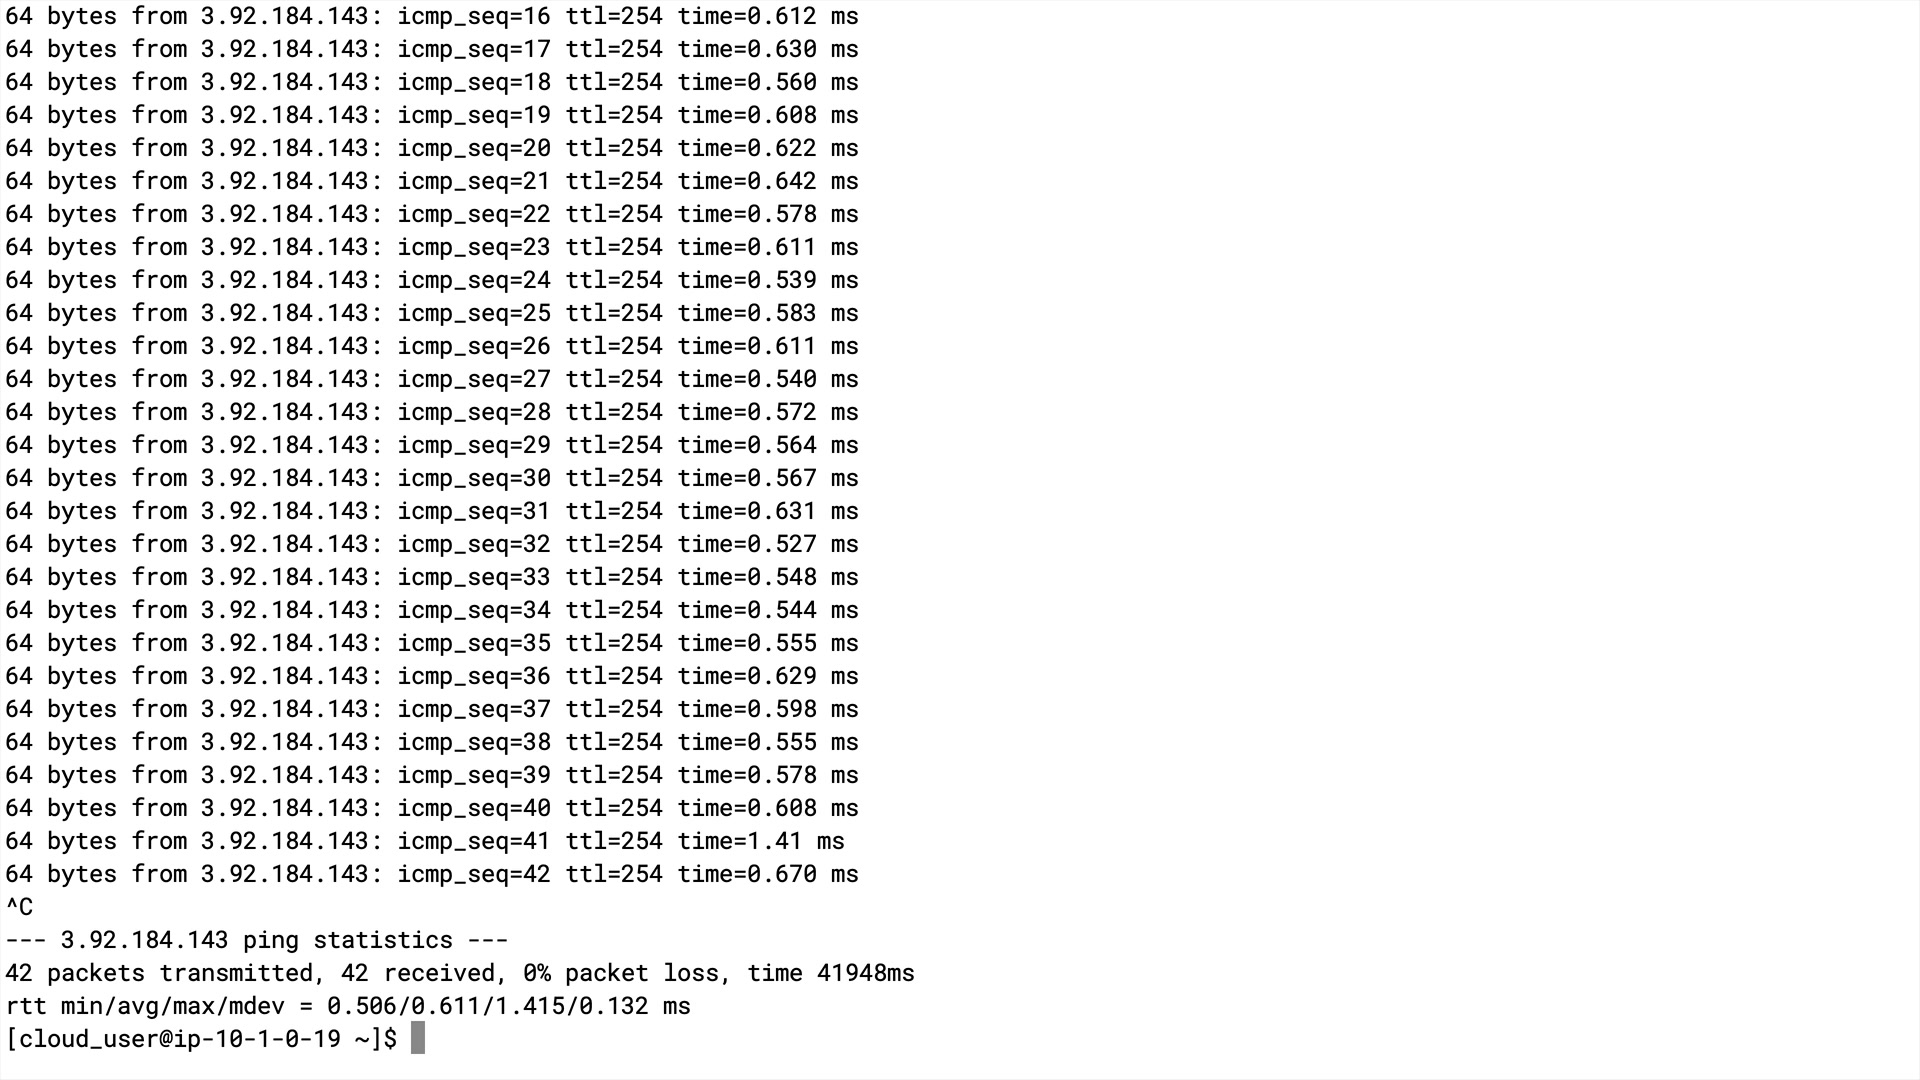 64 bytes from 3.92.184.143: icmp_seq=16 ttl=254 time=0.612 ms
64 bytes from 3.92.184.143: icmp_seq=17 ttl=254 time=0.630 ms
64 bytes from 3.92.184.143: icmp_seq=18 ttl=254 time=0.560 ms
64 bytes from 3.92.184.143: icmp_seq=19 ttl=254 time=0.608 ms
64 bytes from 3.92.184.143: icmp_seq=20 ttl=254 time=0.622 ms
64 bytes from 3.92.184.143: icmp_seq=21 ttl=254 time=0.642 ms
64 bytes from 3.92.184.143: icmp_seq=22 ttl=254 time=0.578 ms
64 bytes from 3.92.184.143: icmp_seq=23 ttl=254 time=0.611 ms
64 bytes from 3.92.184.143: icmp_seq=24 ttl=254 time=0.539 ms
64 bytes from 3.92.184.143: icmp_seq=25 ttl=254 time=0.583 ms
64 bytes from 3.92.184.143: icmp_seq=26 ttl=254 time=0.611 ms
64 bytes from 3.92.184.143: icmp_seq=27 ttl=254 time=0.540 ms
64 bytes from 3.92.184.143: icmp_seq=28 ttl=254 time=0.572 ms
64 bytes from 3.92.184.143: icmp_seq=29 ttl=254 time=0.564 ms
64 bytes from 3.92.184.143: icmp_seq=30 ttl=254 time=0.567 ms
64 bytes from 3.92.184.143: icmp_seq=31 ttl=254 time=0.631 ms
64 bytes from 3.92.184.143: icmp_seq=32 ttl=254 time=0.527 ms
64 bytes from 3.92.184.143: icmp_seq=33 ttl=254 time=0.548 ms
64 bytes from 3.92.184.143: icmp_seq=34 ttl=254 time=0.544 ms
64 bytes from 3.92.184.143: icmp_seq=35 ttl=254 time=0.555 ms
64 bytes from 3.92.184.143: icmp_seq=36 ttl=254 time=0.629 ms
64 bytes from 3.92.184.143: icmp_seq=37 ttl=254 time=0.598 ms
64 bytes from 3.92.184.143: icmp_seq=38 ttl=254 time=0.555 ms
64 bytes from 3.92.184.143: icmp_seq=39 ttl=254 time=0.578 ms
64 bytes from 3.92.184.143: icmp_seq=40 ttl=254 time=0.608 ms
64 bytes from 3.92.184.143: icmp_seq=41 ttl=254 time=1.41 ms
64 bytes from 3.92.184.143: icmp_seq=42 ttl=254 time=0.670 ms
^C
--- 3.92.184.143 ping statistics ---
42 packets transmitted, 42 received, 0% packet loss, time 41948ms
rtt min/avg/max/mdev = 0.506/0.611/1.415/0.132 ms
[cloud_user@ip-10-1-0-19 ~]$